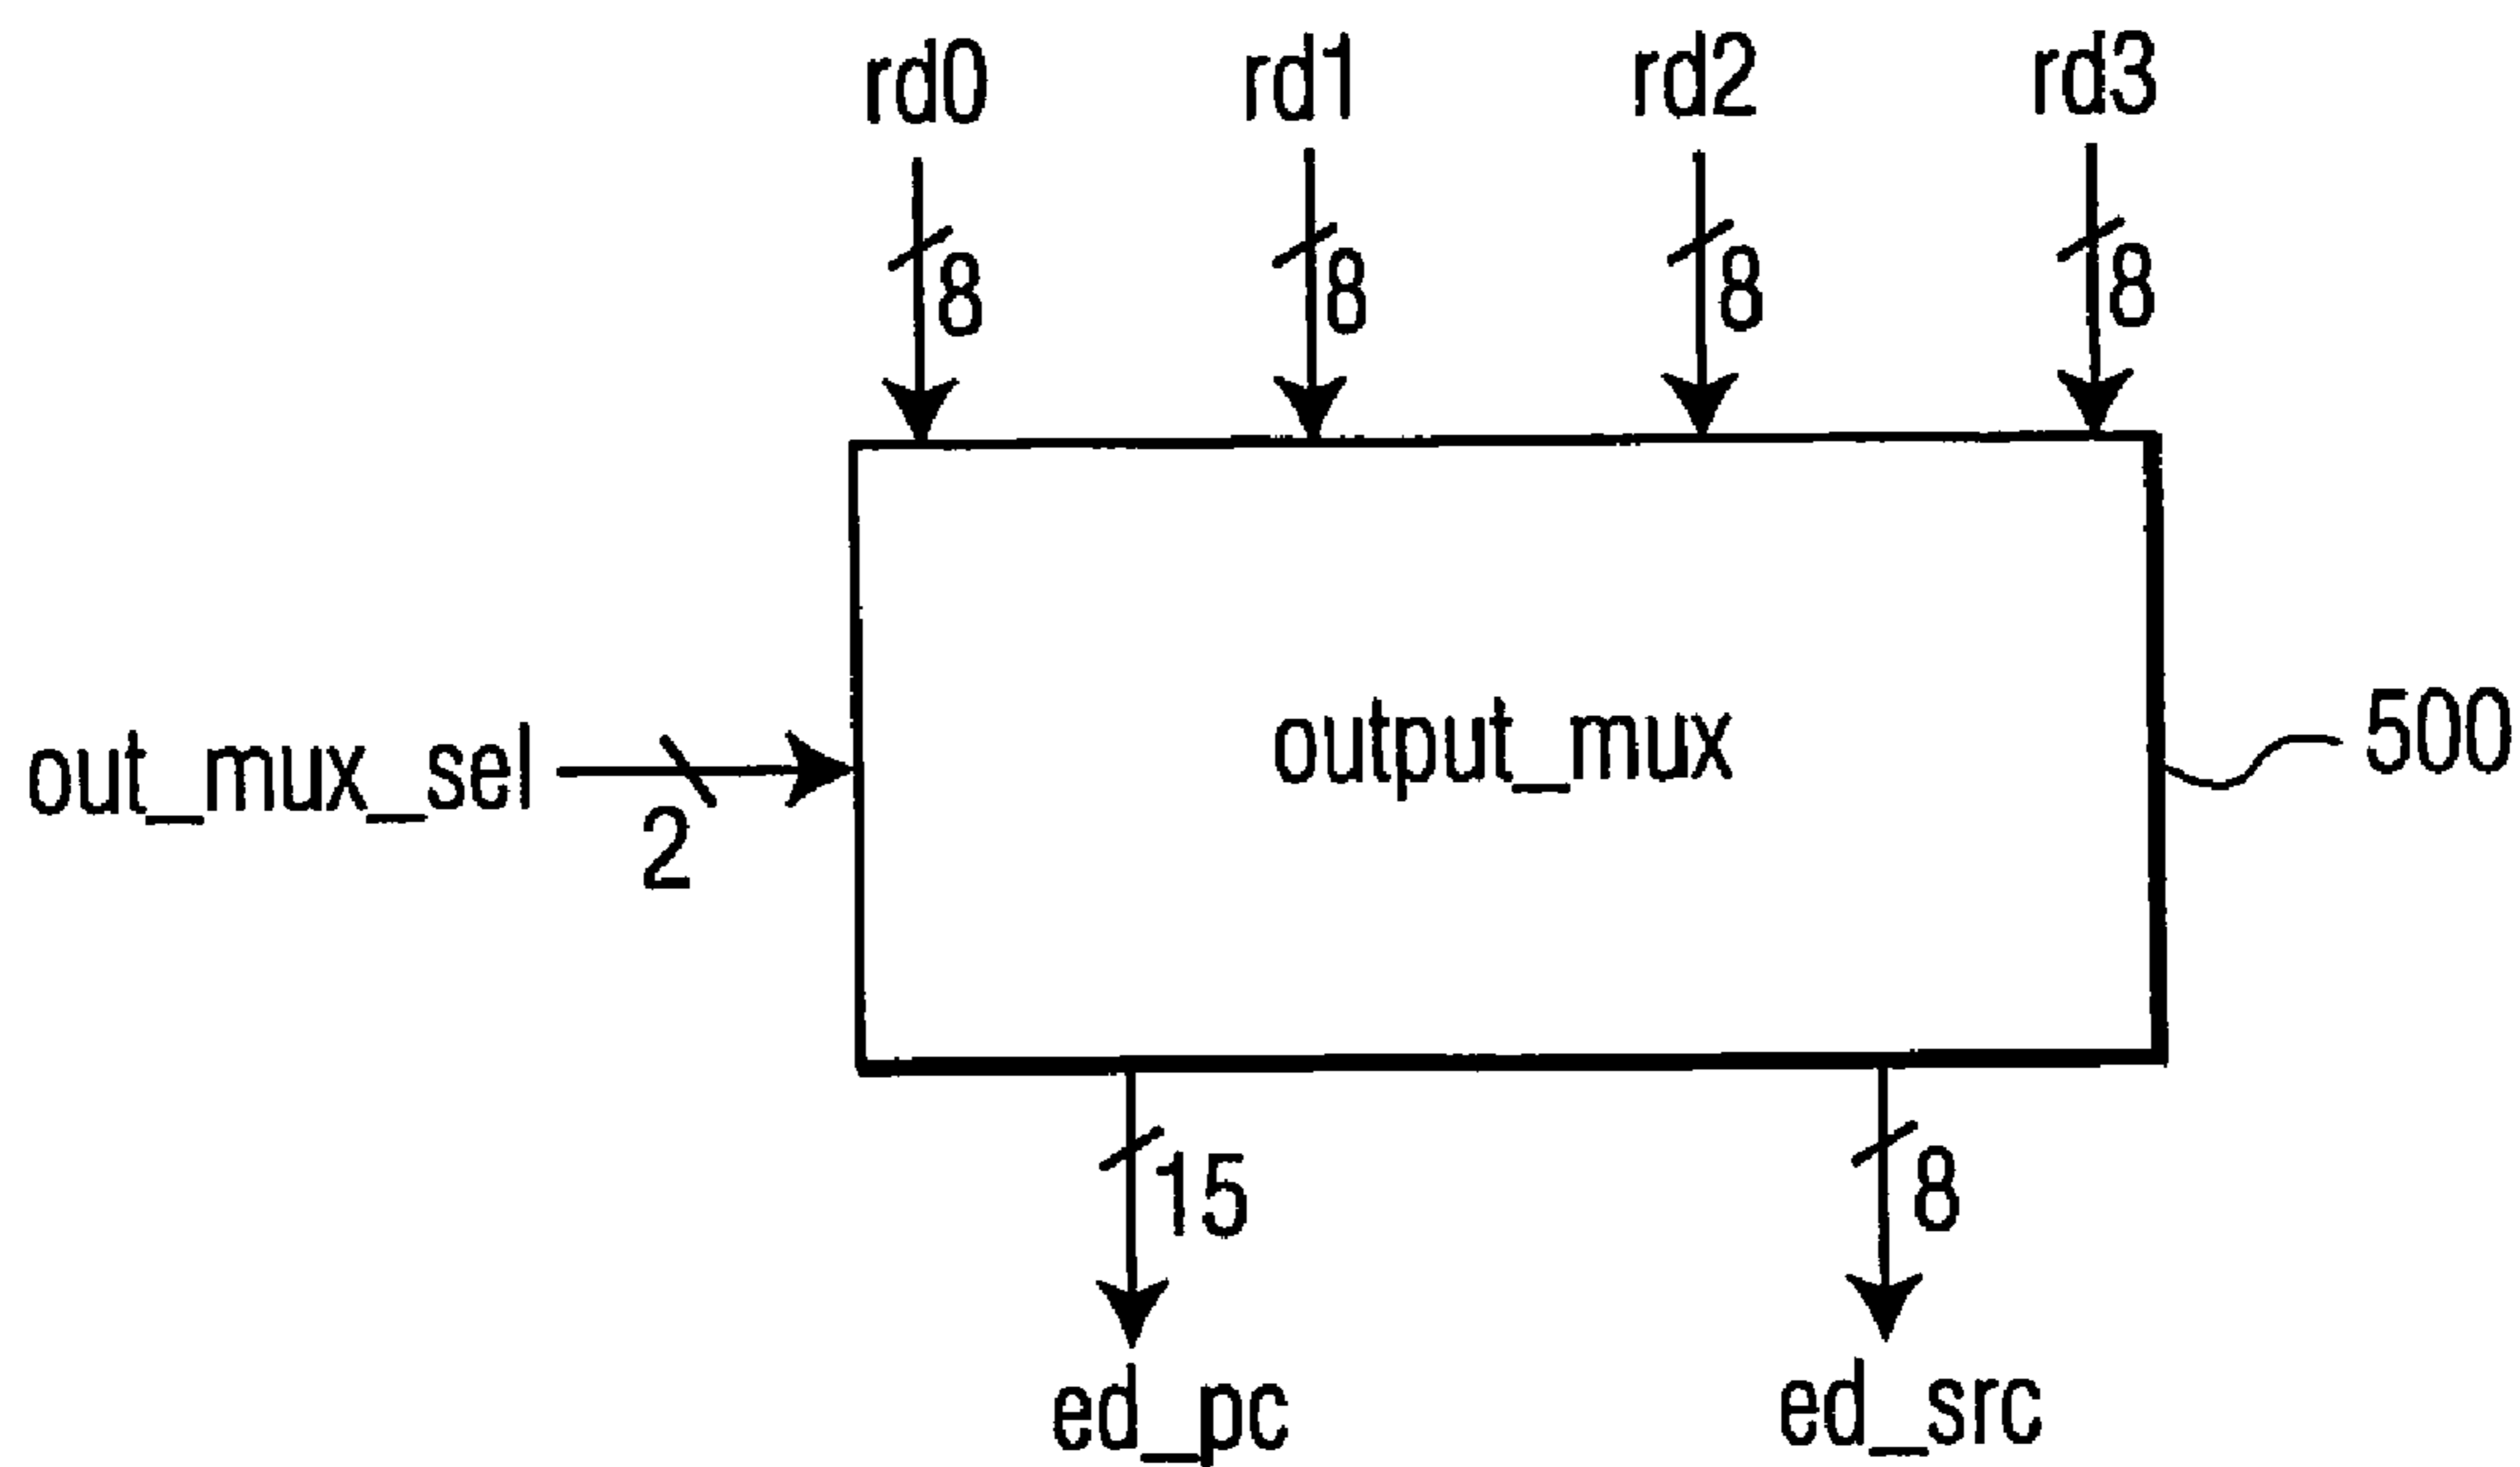 rd0 rd1 rd2 rd3
8 8 8 8
out_mux_sel
2
output_mux
500
15 8
ed_pc ed_src